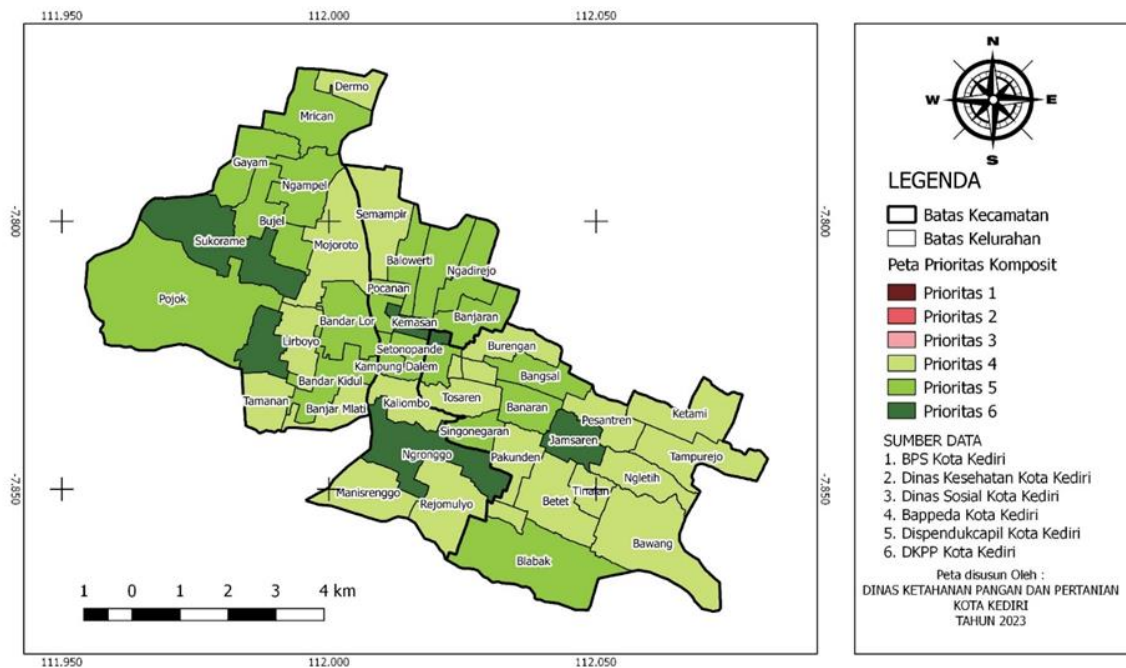 111.950
112.000
112.050
-7.800
-7.800
-7.850
-7.850
Dermo
Mrican
Gayam
Ngampel
Semampir
Bujel
Sukorame
Mojoroto
Balowerti
Ngadirejo
Pocanan
Pojok
Bandar Lor
Kemasan
Banjaran
Lirboyo
Setonopande
Burengan
Kampung Dalem
Bangsal
Bandar Kidul
Tamanan
Banjar Mlati
Kaliombo
Tosaren
Banaran
Pesantren
Ketami
Singonegaran
Jamsaren
Ngronggo
Pakunden
Tampurejo
Ngletih
Manisrenggo
Rejomulyo
Betet
Tinalan
Bawang
Blabak
1 0 1 2 3 4 km
111.950
112.000
112.050
N
W
E
S
LEGENDA
Batas Kecamatan
Batas Kelurahan
Peta Prioritas Komposit
Prioritas 1
Prioritas 2
Prioritas 3
Prioritas 4
Prioritas 5
Prioritas 6
SUMBER DATA
1. BPS Kota Kediri
2. Dinas Kesehatan Kota Kediri
3. Dinas Sosial Kota Kediri
4. Bappeda Kota Kediri
5. Dispendukcapil Kota Kediri
6. DKPP Kota Kediri
Peta disusun Oleh :
DINAS KETAHANAN PANGAN DAN PERTANIAN
KOTA KEDIRI
TAHUN 2023